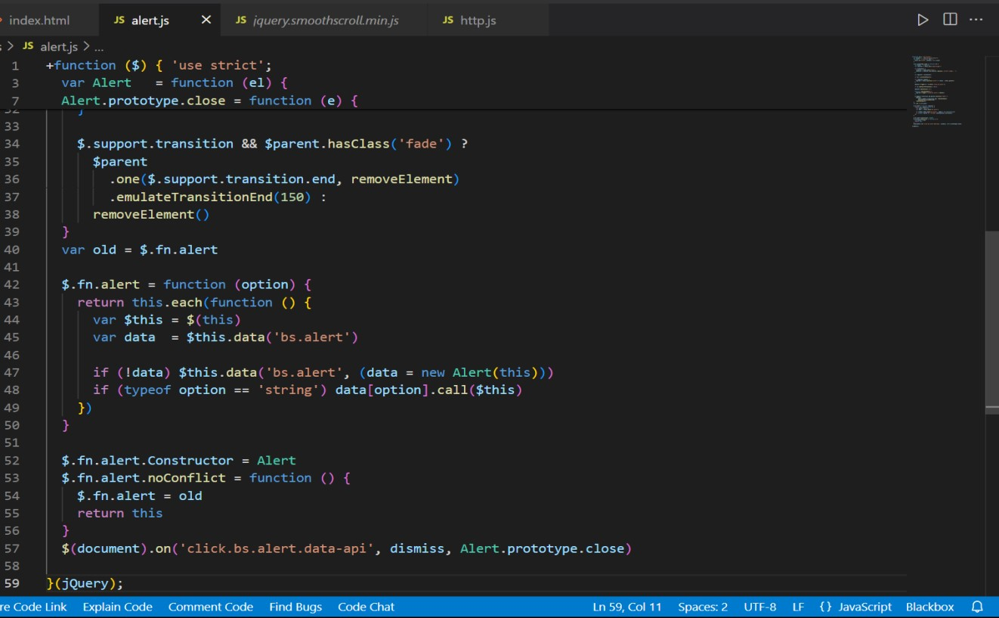 index.html JS alert.js × JS jquery.smoothscroll.min.js JS http.js ···
s > JS alert.js > ...
1 +function ($) { 'use strict';
3   var Alert   = function (el) {
7   Alert.prototype.close = function (e) {
32     }
33
34     $.support.transition && $parent.hasClass('fade') ?
35       $parent
36         .one($.support.transition.end, removeElement)
37         .emulateTransitionEnd(150) :
38       removeElement()
39   }
40   var old = $.fn.alert
41
42   $.fn.alert = function (option) {
43     return this.each(function () {
44       var $this = $(this)
45       var data  = $this.data('bs.alert')
46
47       if (!data) $this.data('bs.alert', (data = new Alert(this)))
48       if (typeof option == 'string') data[option].call($this)
49     })
50   }
51
52   $.fn.alert.Constructor = Alert
53   $.fn.alert.noConflict = function () {
54     $.fn.alert = old
55     return this
56   }
57   $(document).on('click.bs.alert.data-api', dismiss, Alert.prototype.close)
58
59 }(jQuery);
re Code Link Explain Code Comment Code Find Bugs Code Chat Ln 59, Col 11 Spaces: 2 UTF-8 LF {} JavaScript Blackbox